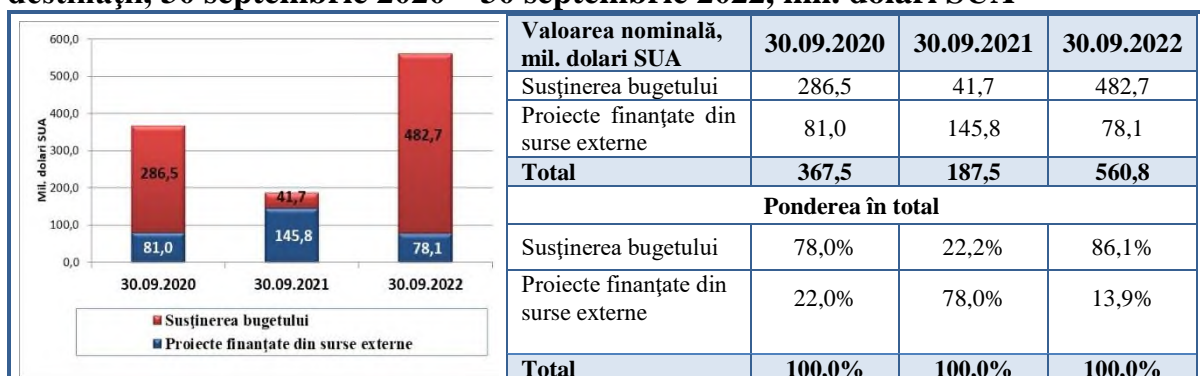 destinaţii, 30 septembrie 2020 – 30 septembrie 2022, mil. dolari SUA
600,0
500,0
400,0
300,0
200,0
100,0
0,0
Mil. dolari SUA
286,5
81,0
41,7
145,8
482,7
78,1
30.09.2020 30.09.2021 30.09.2022
Susţinerea bugetului
Proiecte finanţate din surse externe
Valoarea nominală,
mil. dolari SUA 30.09.2020 30.09.2021 30.09.2022
Susţinerea bugetului 286,5 41,7 482,7
Proiecte finanţate din
surse externe 81,0 145,8 78,1
Total 367,5 187,5 560,8
Ponderea în total
Susţinerea bugetului 78,0% 22,2% 86,1%
Proiecte finanţate din
surse externe 22,0% 78,0% 13,9%
Total 100,0% 100,0% 100,0%